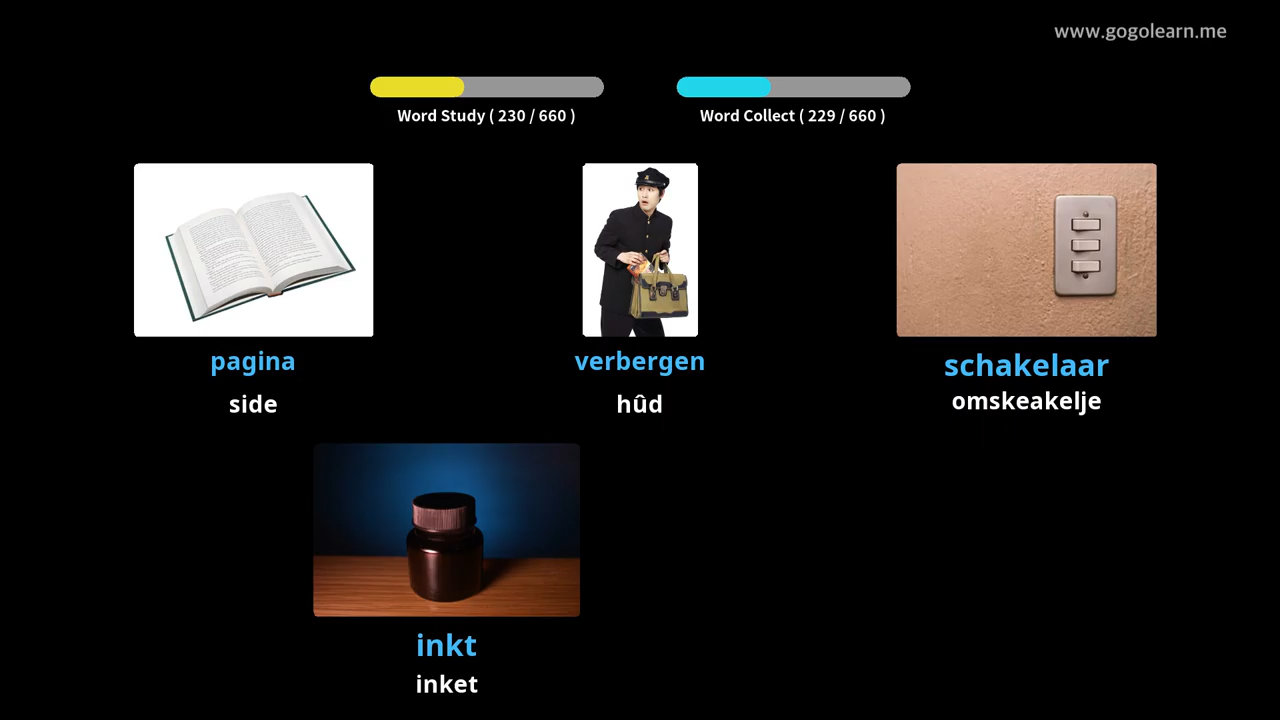 www.gogolearn.me
Word Study ( 230 / 660 )
Word Collect ( 229 / 660 )
pagina
side
verbergen
hûd
schakelaar
omskeakelje
inkt
inket